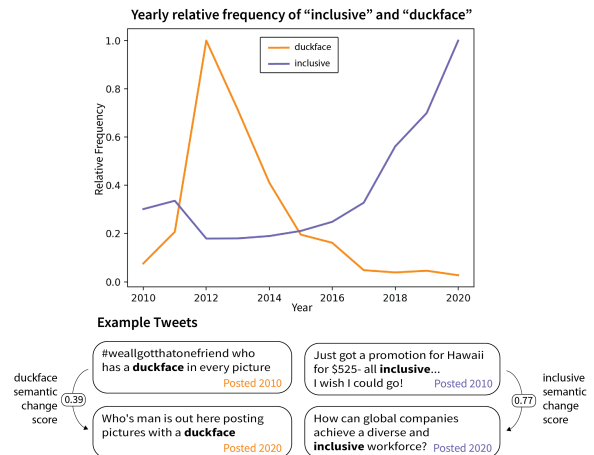 Yearly relative frequency of “inclusive” and “duckface”
duckface
inclusive
1.0
0.8
0.6
0.4
0.2
0.0
Relative Frequency
2010 2012 2014 2016 2018 2020
Year
Example Tweets
duckface
semantic
change
score
0.39
#weallgotthatonefriend who
has a duckface in every picture
Posted 2010
Who's man is out here posting
pictures with a duckface
Posted 2020
Just got a promotion for Hawaii
for $525- all inclusive...
I wish I could go! Posted 2010
How can global companies
achieve a diverse and
inclusive workforce? Posted 2020
inclusive
semantic
change
score
0.77